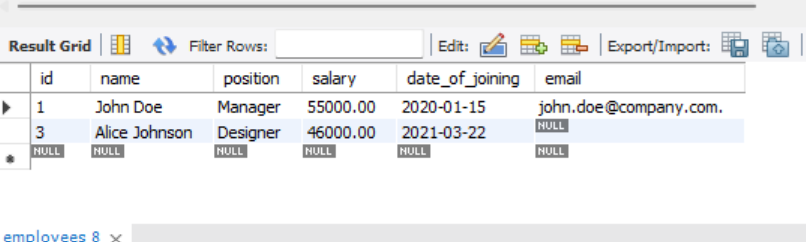 Result Grid Filter Rows: Edit: Export/Import:
id name position salary date_of_joining email
1 John Doe Manager 55000.00 2020-01-15 john.doe@company.com.
3 Alice Johnson Designer 46000.00 2021-03-22 NULL
NULL NULL NULL NULL NULL NULL
employees 8